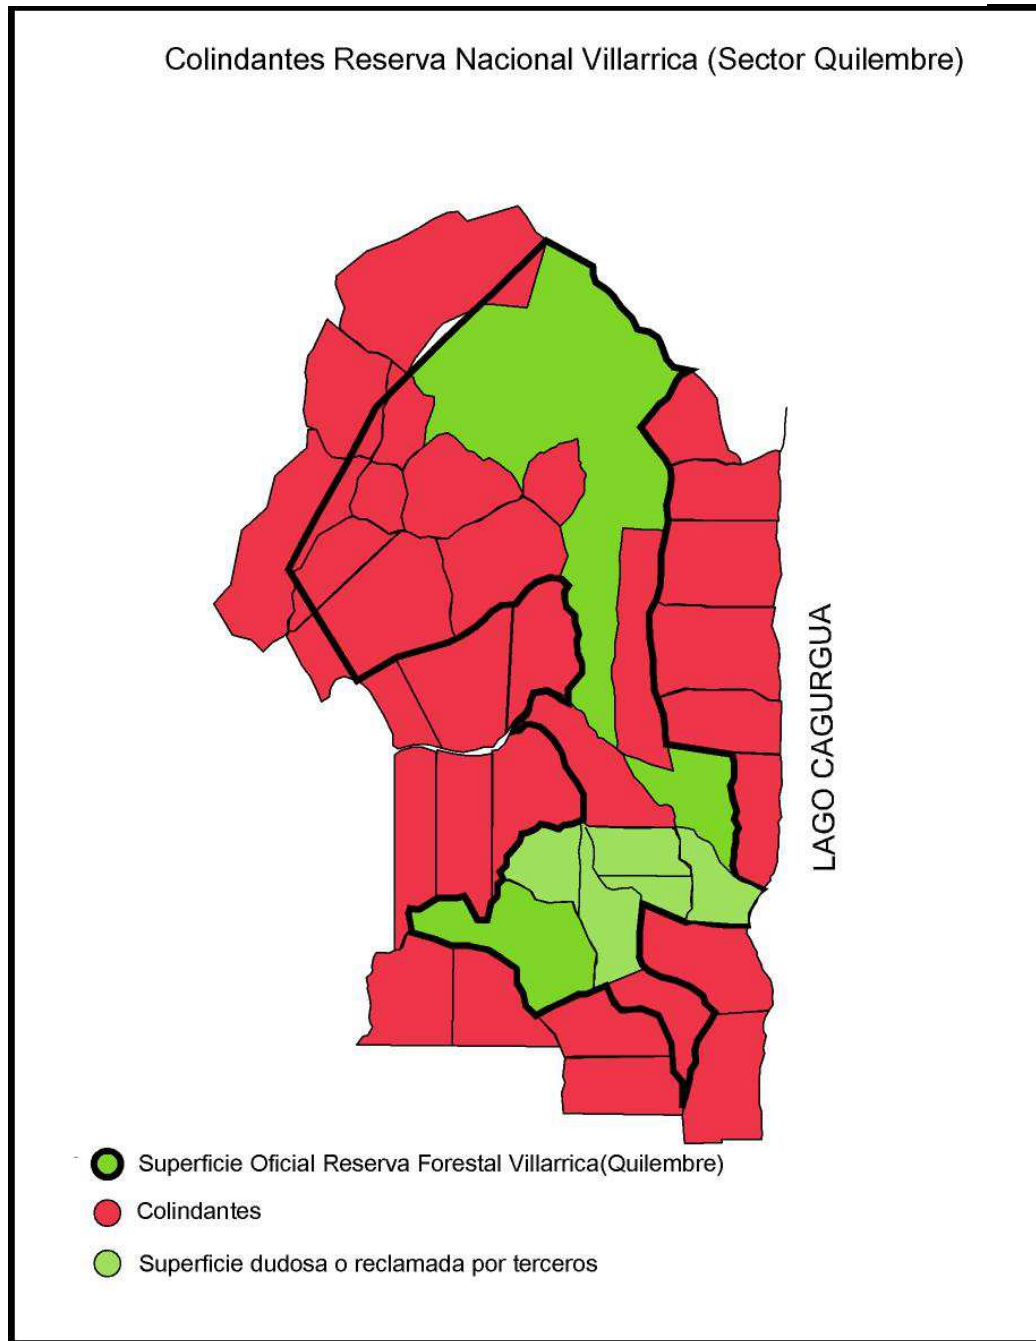 Colindantes Reserva Nacional Villarrica (Sector Quilembre)
LAGO CAGURGUA
Superficie Oficial Reserva Forestal Villarrica(Quilembre)
Colindantes
Superficie dudosa o reclamada por terceros